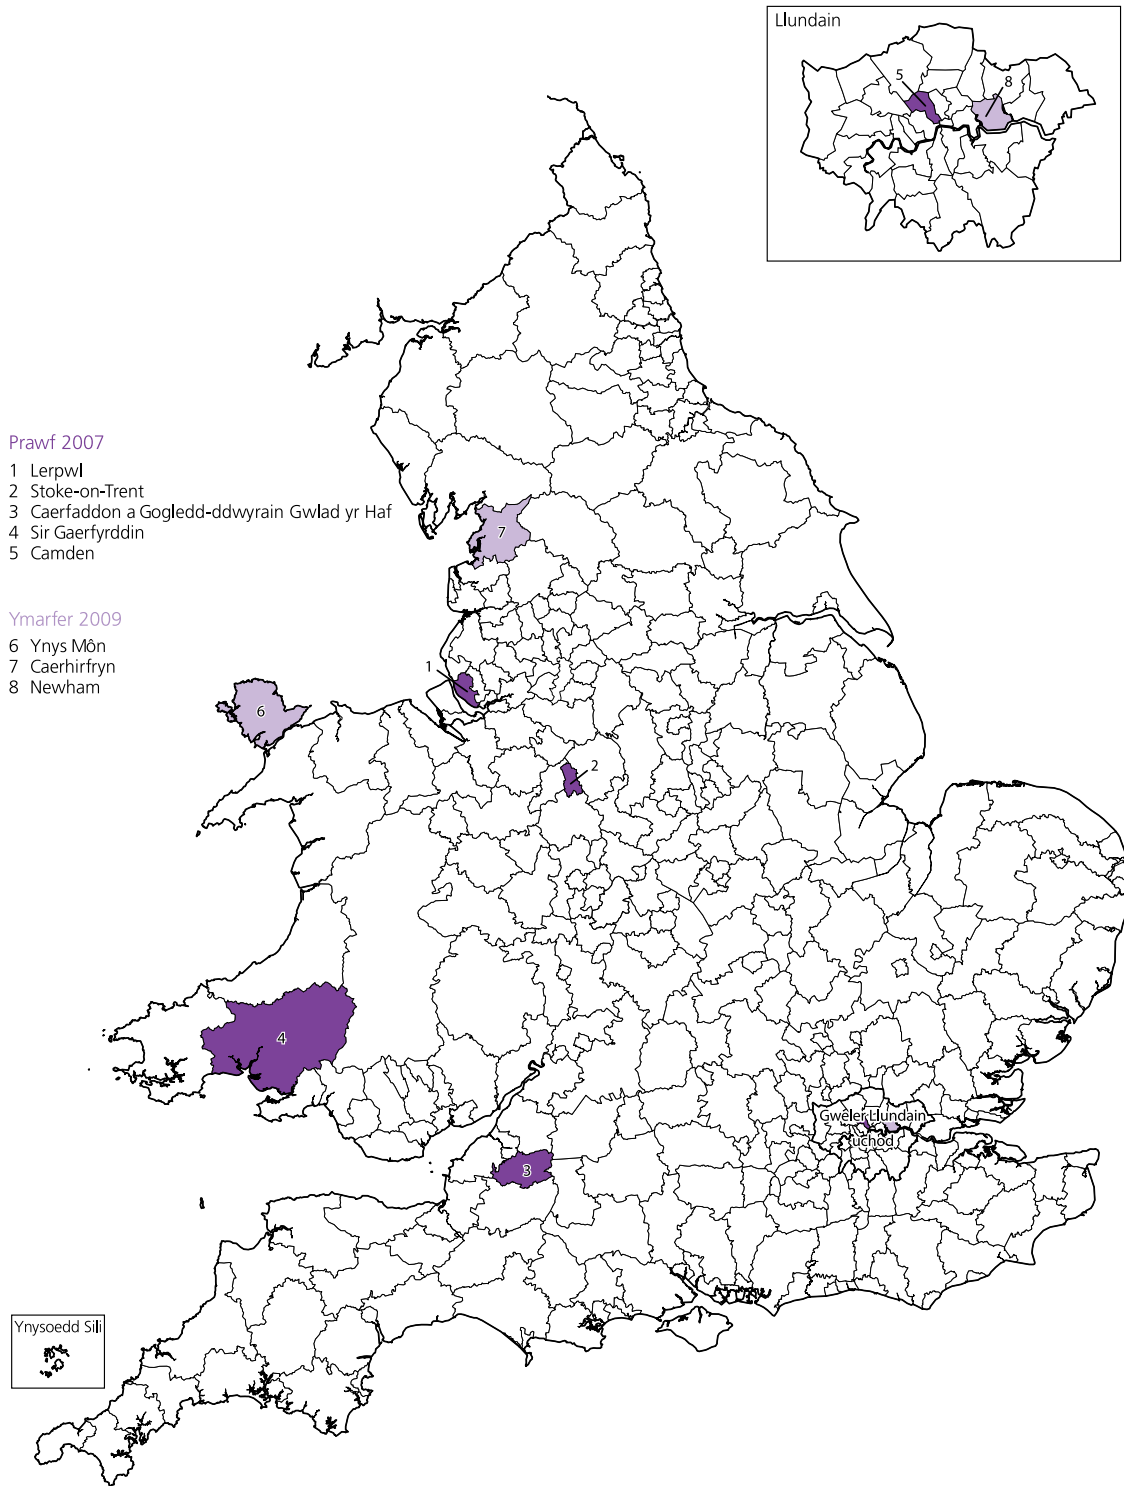 Llundain
5
8
Prawf 2007
1 Lerpwl
2 Stoke-on-Trent
3 Caerfaddon a Gogledd-ddwyrain Gwlad yr Haf
4 Sir Gaerfyrddin
5 Camden
Ymarfer 2009
6 Ynys Môn
7 Caerhirfryn
8 Newham
7
1
6
2
4
Gweler Llundain
uchod
3
Ynysoedd Sili